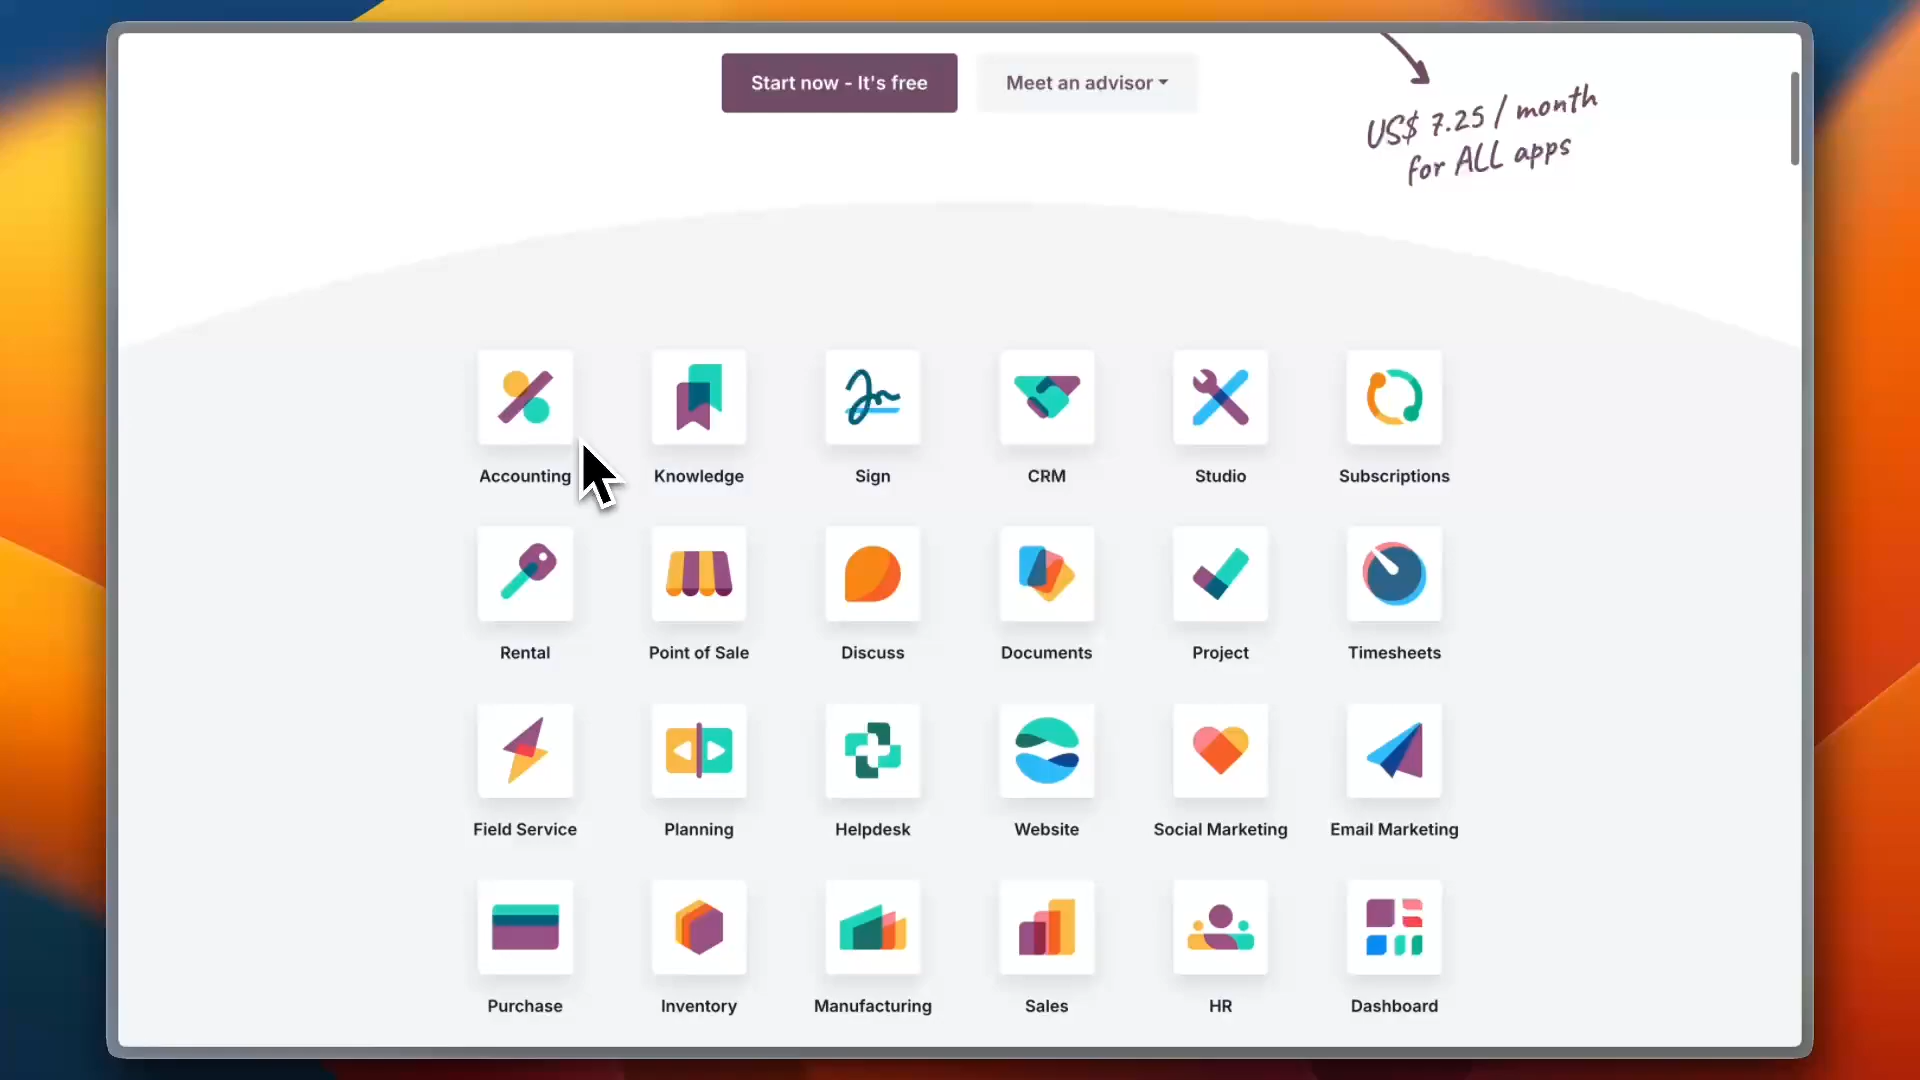 Start now - It's free
Meet an advisor
US$ 7.25 / month
for ALL apps
Accounting
Knowledge
Sign
CRM
Studio
Subscriptions
Rental
Point of Sale
Discuss
Documents
Project
Timesheets
Field Service
Planning
Helpdesk
Website
Social Marketing
Email Marketing
Purchase
Inventory
Manufacturing
Sales
HR
Dashboard